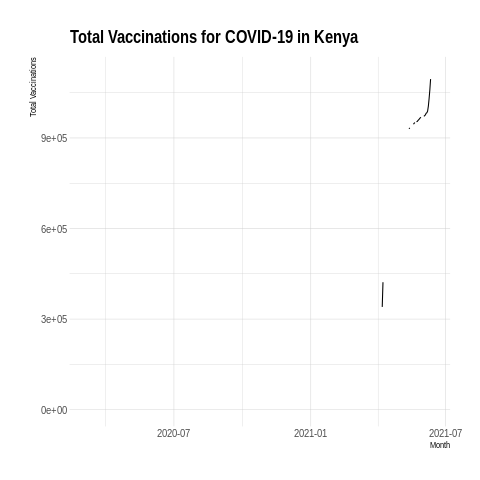 Total Vaccinations for COVID-19 in Kenya
Total Vaccinations
9e+05
6e+05
3e+05
0e+00
2020-07
2021-01
2021-07
Month